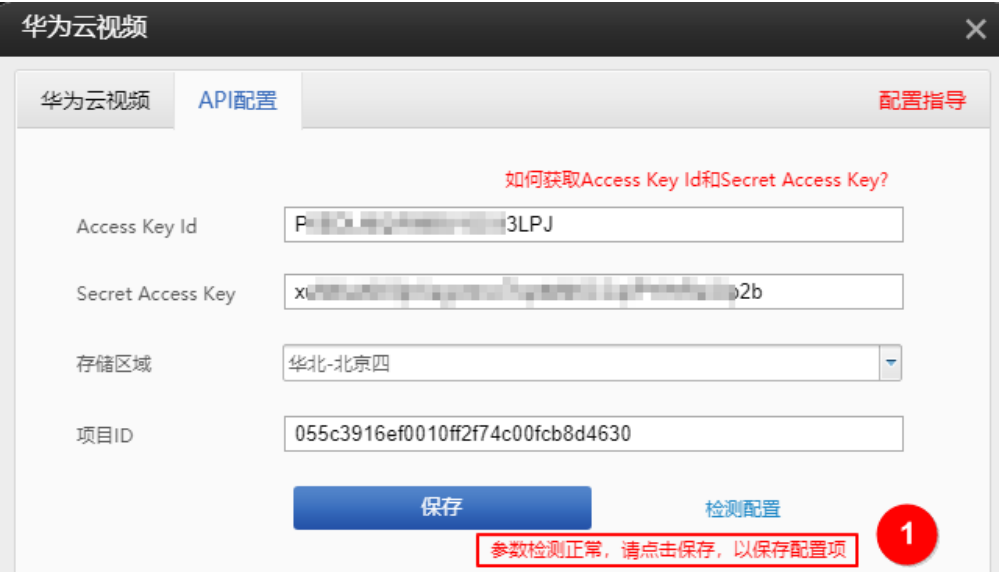 华为云视频
华为云视频 API配置 配置指导
如何获取Access Key Id和Secret Access Key?
Access Key Id P 3LPJ
Secret Access Key xu p2b
存储区域 华北-北京四
项目ID 055c3916ef0010ff2f74c00fcb8d4630
保存 检测配置
参数检测正常，请点击保存，以保存配置项 1